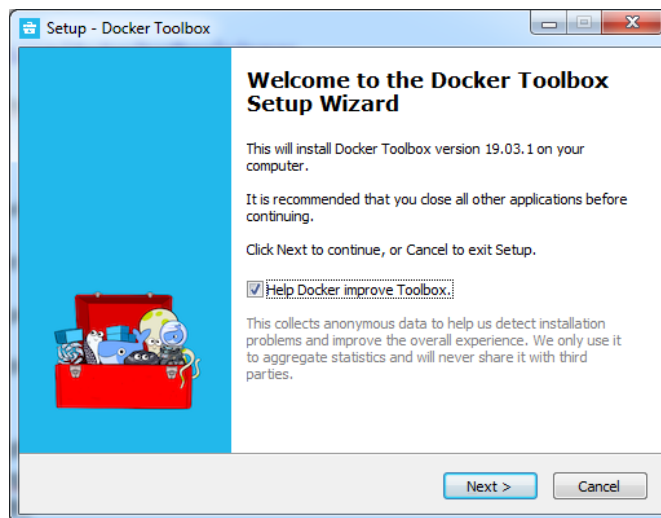 Setup - Docker Toolbox
Welcome to the Docker Toolbox
Setup Wizard
This will install Docker Toolbox version 19.03.1 on your
computer.
It is recommended that you close all other applications before
continuing.
Click Next to continue, or Cancel to exit Setup.
Help Docker improve Toolbox.
This collects anonymous data to help us detect installation
problems and improve the overall experience. We only use it
to aggregate statistics and will never share it with third
parties.
Next >
Cancel